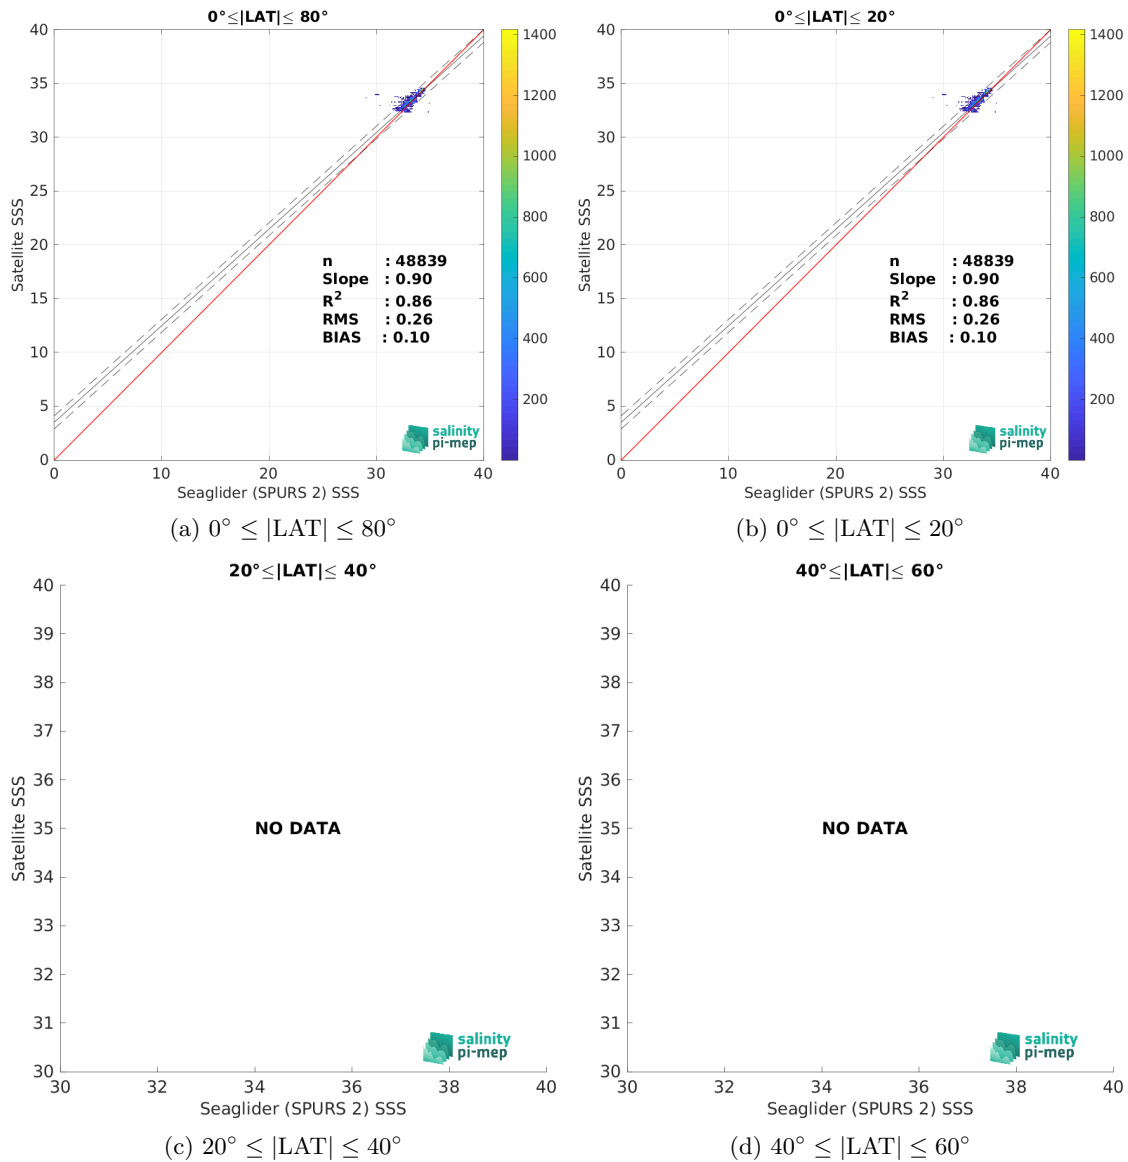 0°≤|LAT|≤ 80°
40
35
30
25
20
15
10
5
0
Satellite SSS
n : 48839
Slope : 0.90
R² : 0.86
RMS : 0.26
BIAS : 0.10
salinity
pi-mep
0 10 20 30 40
Seaglider (SPURS 2) SSS
1400
1200
1000
800
600
400
200
(a) 0° ≤ |LAT| ≤ 80°
0°≤|LAT|≤ 20°
40
35
30
25
20
15
10
5
0
Satellite SSS
n : 48839
Slope : 0.90
R² : 0.86
RMS : 0.26
BIAS : 0.10
salinity
pi-mep
0 10 20 30 40
Seaglider (SPURS 2) SSS
1400
1200
1000
800
600
400
200
(b) 0° ≤ |LAT| ≤ 20°
20°≤|LAT|≤ 40°
40
39
38
37
36
35
34
33
32
31
30
Satellite SSS
NO DATA
salinity
pi-mep
30 32 34 36 38 40
Seaglider (SPURS 2) SSS
(c) 20° ≤ |LAT| ≤ 40°
40°≤|LAT|≤ 60°
40
39
38
37
36
35
34
33
32
31
30
Satellite SSS
NO DATA
salinity
pi-mep
30 32 34 36 38 40
Seaglider (SPURS 2) SSS
(d) 40° ≤ |LAT| ≤ 60°